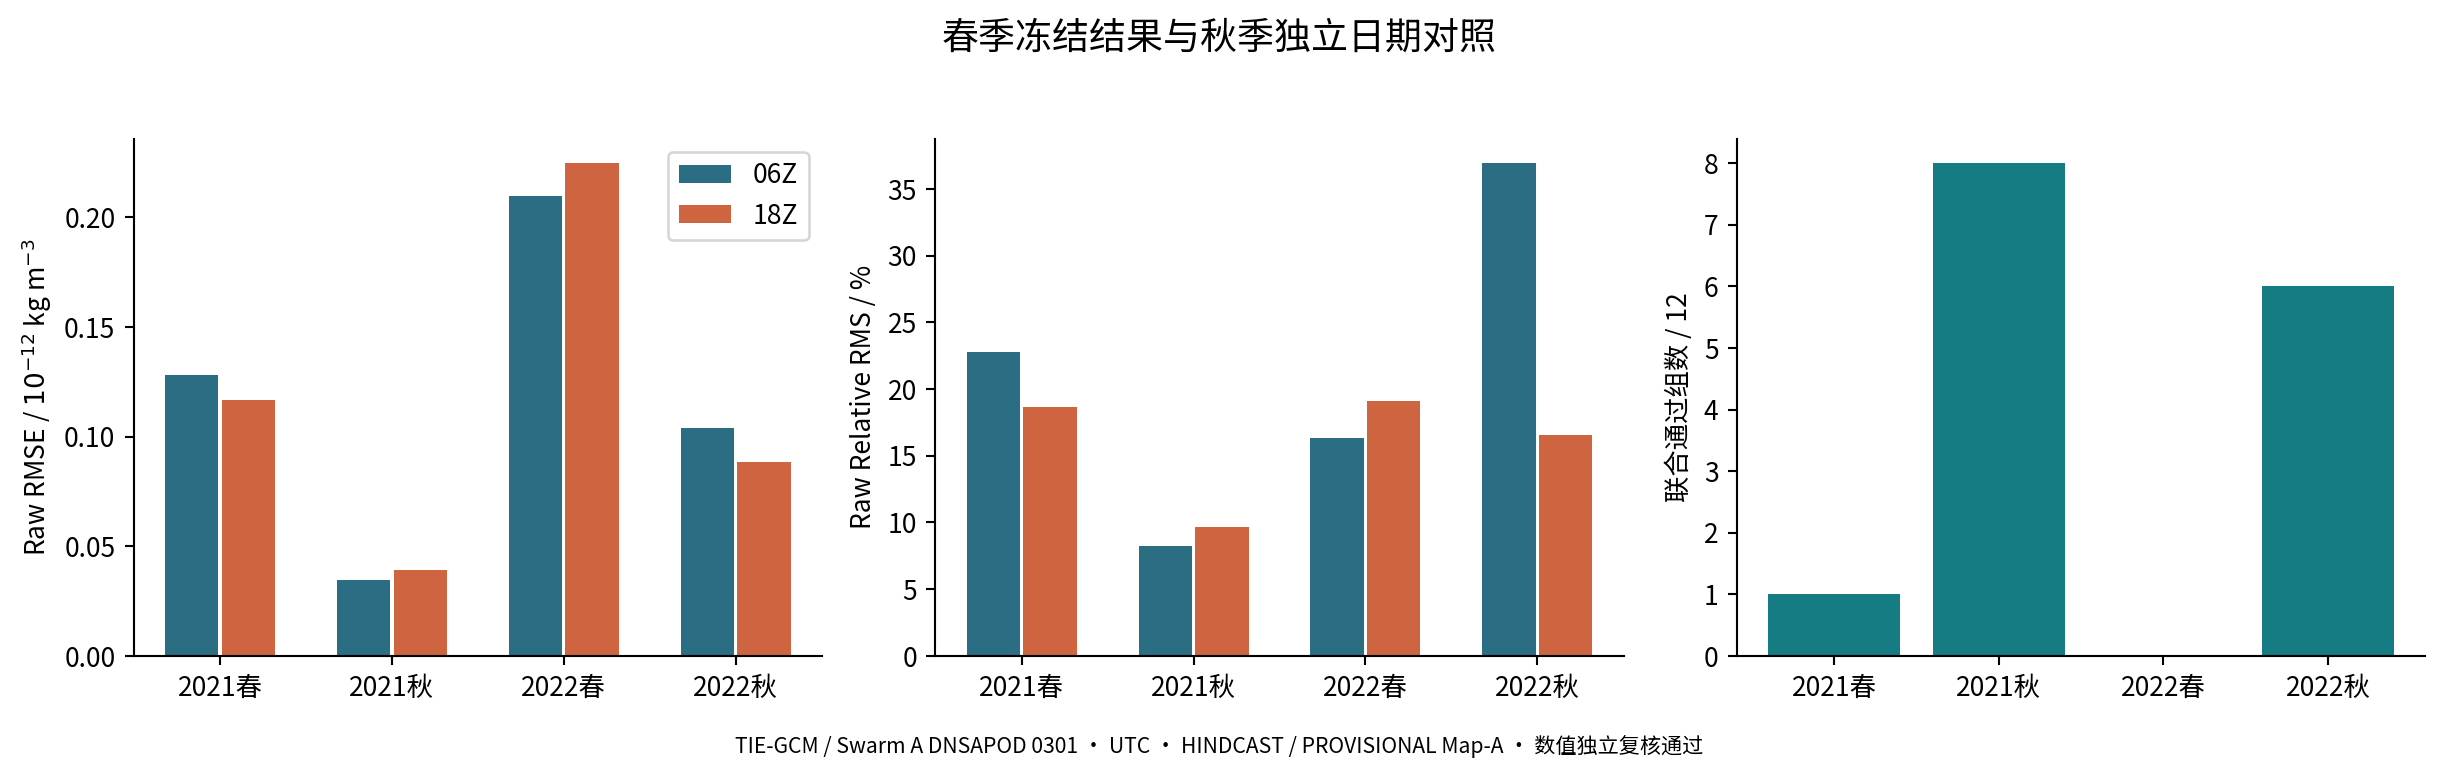 春季冻结结果与秋季独立日期对照
Raw RMSE / 10⁻¹² kg m⁻³
0.20
0.15
0.10
0.05
0.00
06Z
18Z
2021春 2021秋 2022春 2022秋
Raw Relative RMS / %
35
30
25
20
15
10
5
0
2021春 2021秋 2022春 2022秋
联合通过组数 / 12
8
7
6
5
4
3
2
1
0
2021春 2021秋 2022春 2022秋
TIE-GCM / Swarm A DNSAPOD 0301 • UTC • HINDCAST / PROVISIONAL Map-A • 数值独立复核通过